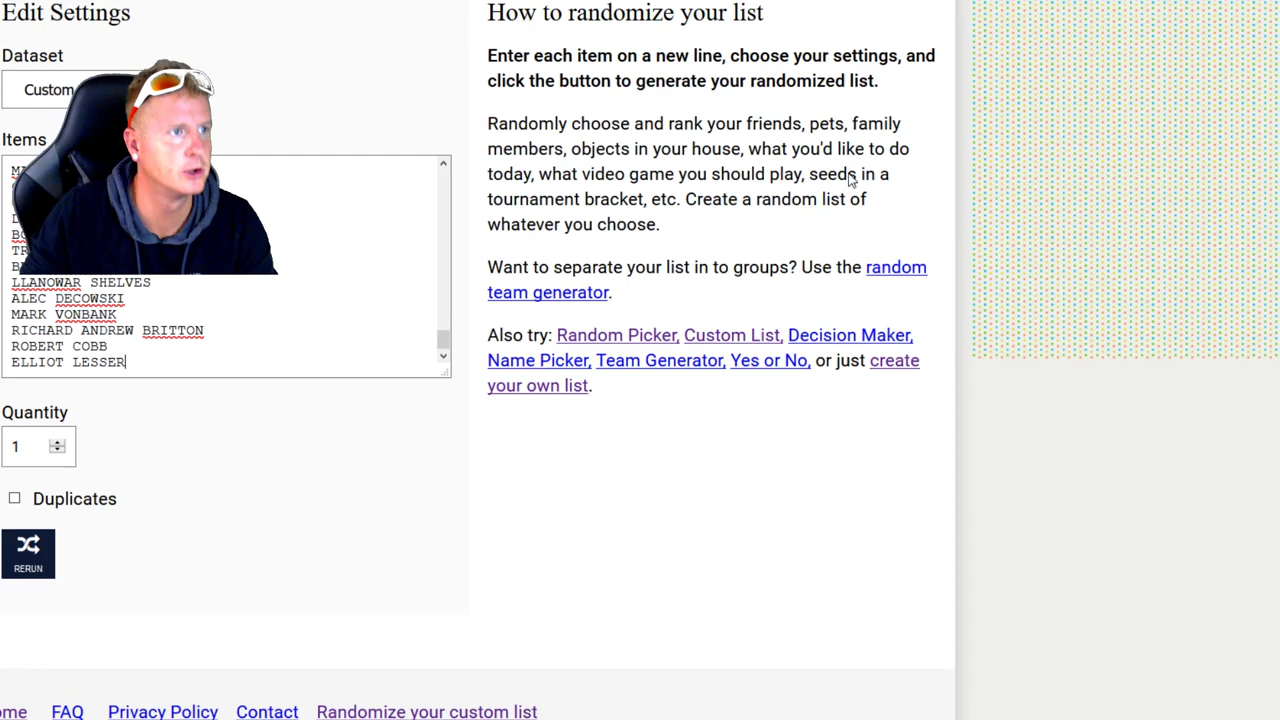 Edit Settings
Dataset
Custom
Items
LLANOWAR SHELVES
ALEC DECOWSKI
MARK VONBANK
RICHARD ANDREW BRITTON
ROBERT COBB
ELLIOT LESSER
Quantity
1
Duplicates
RERUN
How to randomize your list
Enter each item on a new line, choose your settings, and
click the button to generate your randomized list.
Randomly choose and rank your friends, pets, family
members, objects in your house, what you'd like to do
today, what video game you should play, seeds in a
tournament bracket, etc. Create a random list of
whatever you choose.
Want to separate your list in to groups? Use the random
team generator.
Also try: Random Picker, Custom List, Decision Maker,
Name Picker, Team Generator, Yes or No, or just create
your own list.
FAQ Privacy Policy Contact Randomize your custom list